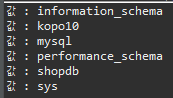 값 : information_schema
값 : kopo10
값 : mysql
값 : performance_schema
값 : shopdb
값 : sys